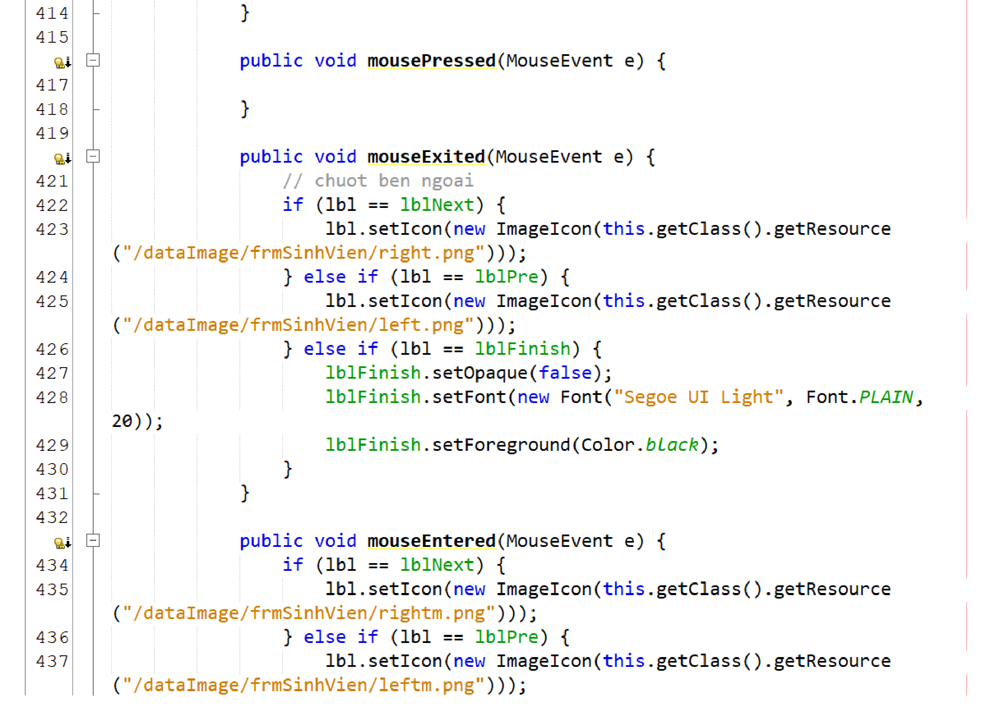 414 }
415
public void mousePressed(MouseEvent e) {
417
418 }
419
public void mouseExited(MouseEvent e) {
421 // chuot ben ngoai
422 if (lbl == lblNext) {
423 lbl.setIcon(new ImageIcon(this.getClass().getResource
("/dataImage/frmSinhVien/right.png")));
424 } else if (lbl == lblPre) {
425 lbl.setIcon(new ImageIcon(this.getClass().getResource
("/dataImage/frmSinhVien/left.png")));
426 } else if (lbl == lblFinish) {
427 lblFinish.setOpaque(false);
428 lblFinish.setFont(new Font("Segoe UI Light", Font.PLAIN,
20));
429 lblFinish.setForeground(Color.black);
430 }
431 }
432
public void mouseEntered(MouseEvent e) {
434 if (lbl == lblNext) {
435 lbl.setIcon(new ImageIcon(this.getClass().getResource
("/dataImage/frmSinhVien/rightm.png")));
436 } else if (lbl == lblPre) {
437 lbl.setIcon(new ImageIcon(this.getClass().getResource
("/dataImage/frmSinhVien/leftm.png")));